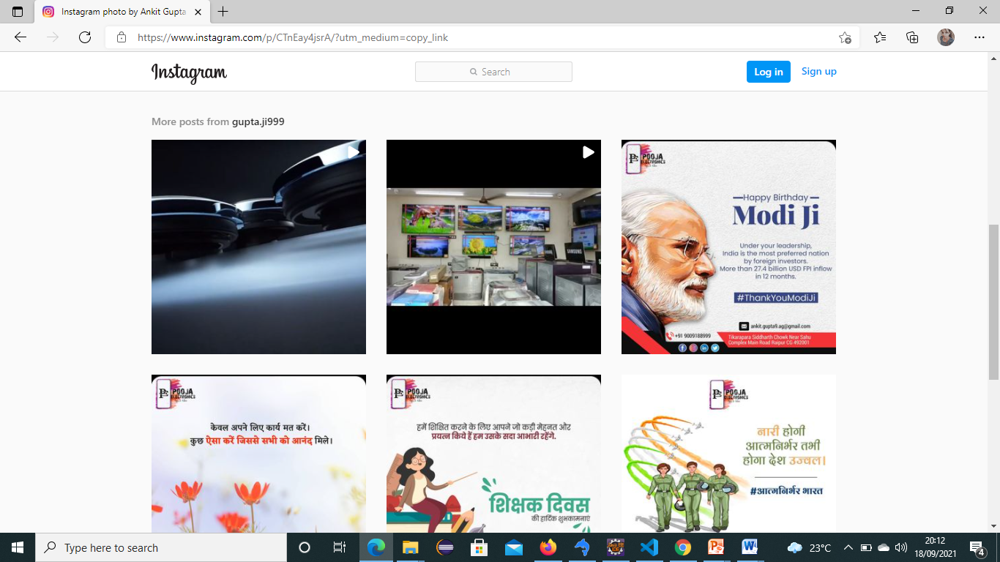 Instagram photo by Ankit Gupta
https://www.instagram.com/p/CTnEay4jsrA/?utm_medium=copy_link
Instagram
Search
Log in
Sign up
More posts from gupta.ji999
SAMSUNG
PS POOJA
ELECTRONICS
Happy Birthday
Modi Ji
Under your leadership,
India is the most preferred nation
by foreign investors.
More than 27.4 billion USD FPI inflow
in 12 months.
#ThankYouModiJi
ankit.gupta9.ag@gmail.com
+91 9009188999
Tikarapara Siddharth Chowk Near Sahu
Complex Main Road Raipur CG 492001
POOJA
ELECTRONICS
केवल अपने लिए कार्य मत करें।
कुछ ऐसा करें जिससे सभी को आनंद मिले।
POOJA
ELECTRONICS
हमें शिक्षित करने के लिए आपने जो कड़ी मेहनत और
प्रयत्न किये हैं हम उसके सदा आभारी रहेंगे.
शिक्षक दिवस
की हार्दिक शुभकामनाएं
POOJA
ELECTRONICS
नारी होगी
आत्मनिर्भर तभी
होगा देश उज्वल।
#आत्मनिर्भर भारत
Type here to search
23°C
20:12
18/09/2021
4